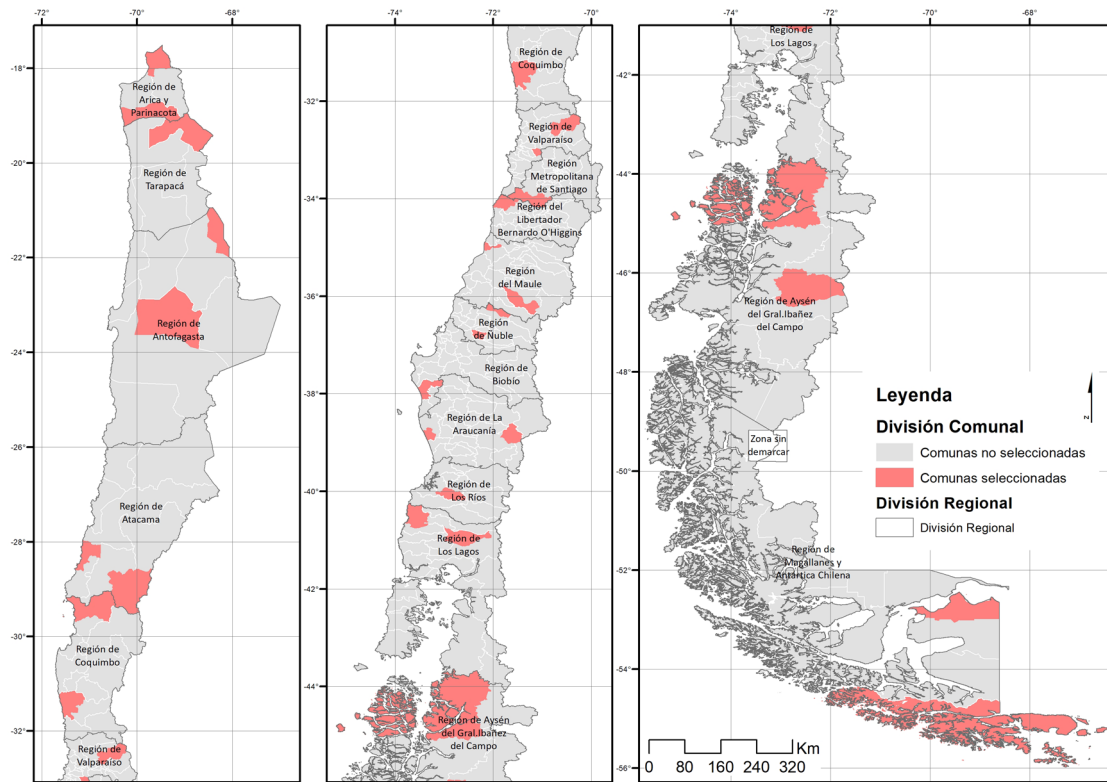 -72°
-70°
-68°
-18°
-20°
-22°
-24°
-26°
-28°
-30°
-32°
Región de
Arica y
Parinacota
Región de
Tarapacá
Región de
Antofagasta
Región de
Atacama
Región de
Coquimbo
Región de
Valparaíso
-74°
-72°
-70°
-32°
-34°
-36°
-38°
-40°
-42°
-44°
Región de
Coquimbo
Región de
Valparaíso
Región
Metropolitana
de Santiago
Región del
Libertador
Bernardo O'Higgins
Región
del Maule
Región
de Ñuble
Región de
Biobío
Región de La
Araucanía
Región de
Los Ríos
Región de
Los Lagos
Región de Aysén
del Gral.Ibañez
del Campo
-74°
-72°
-70°
-68°
-42°
-44°
-46°
-48°
-50°
-52°
-54°
-56°
Región de
Los Lagos
Región de Aysén
del Gral.Ibañez
del Campo
Zona sin
demarcar
Región de
Magallanes y
Antártica Chilena
z
Leyenda
División Comunal
Comunas no seleccionadas
Comunas seleccionadas
División Regional
División Regional
Km
0 80 160 240 320